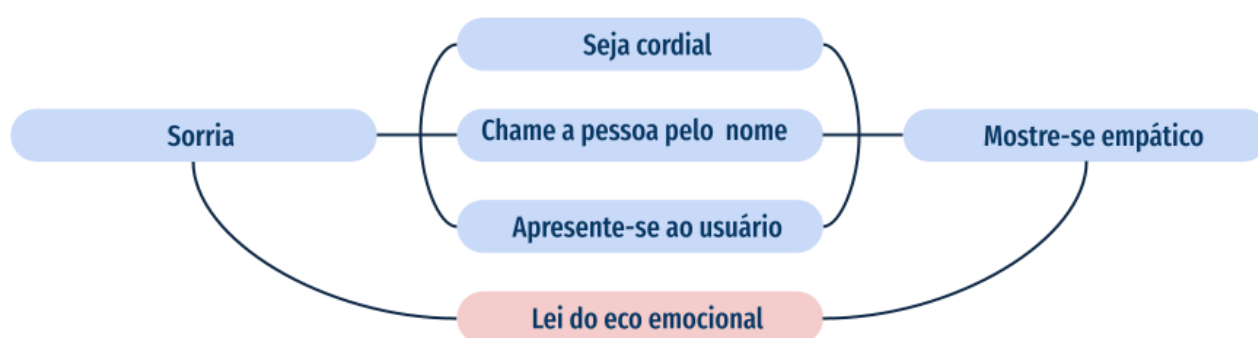 Seja cordial
Sorria
Chame a pessoa pelo nome
Mostre-se empático
Apresente-se ao usuário
Lei do eco emocional